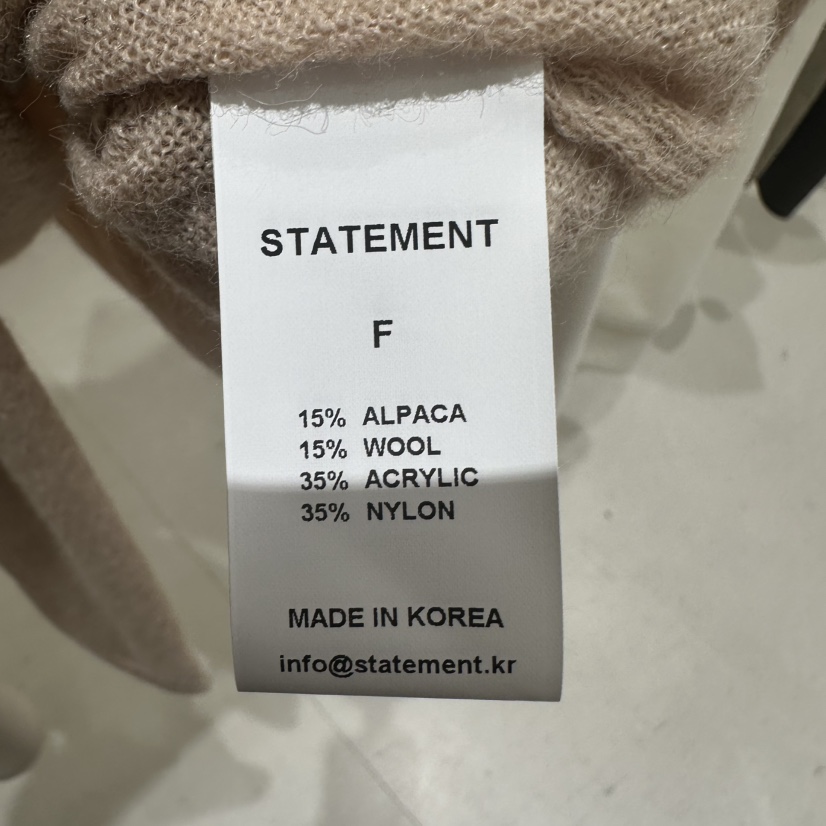 STATEMENT
F
15% ALPACA
15% WOOL
35% ACRYLIC
35% NYLON
MADE IN KOREA
info@statement.kr